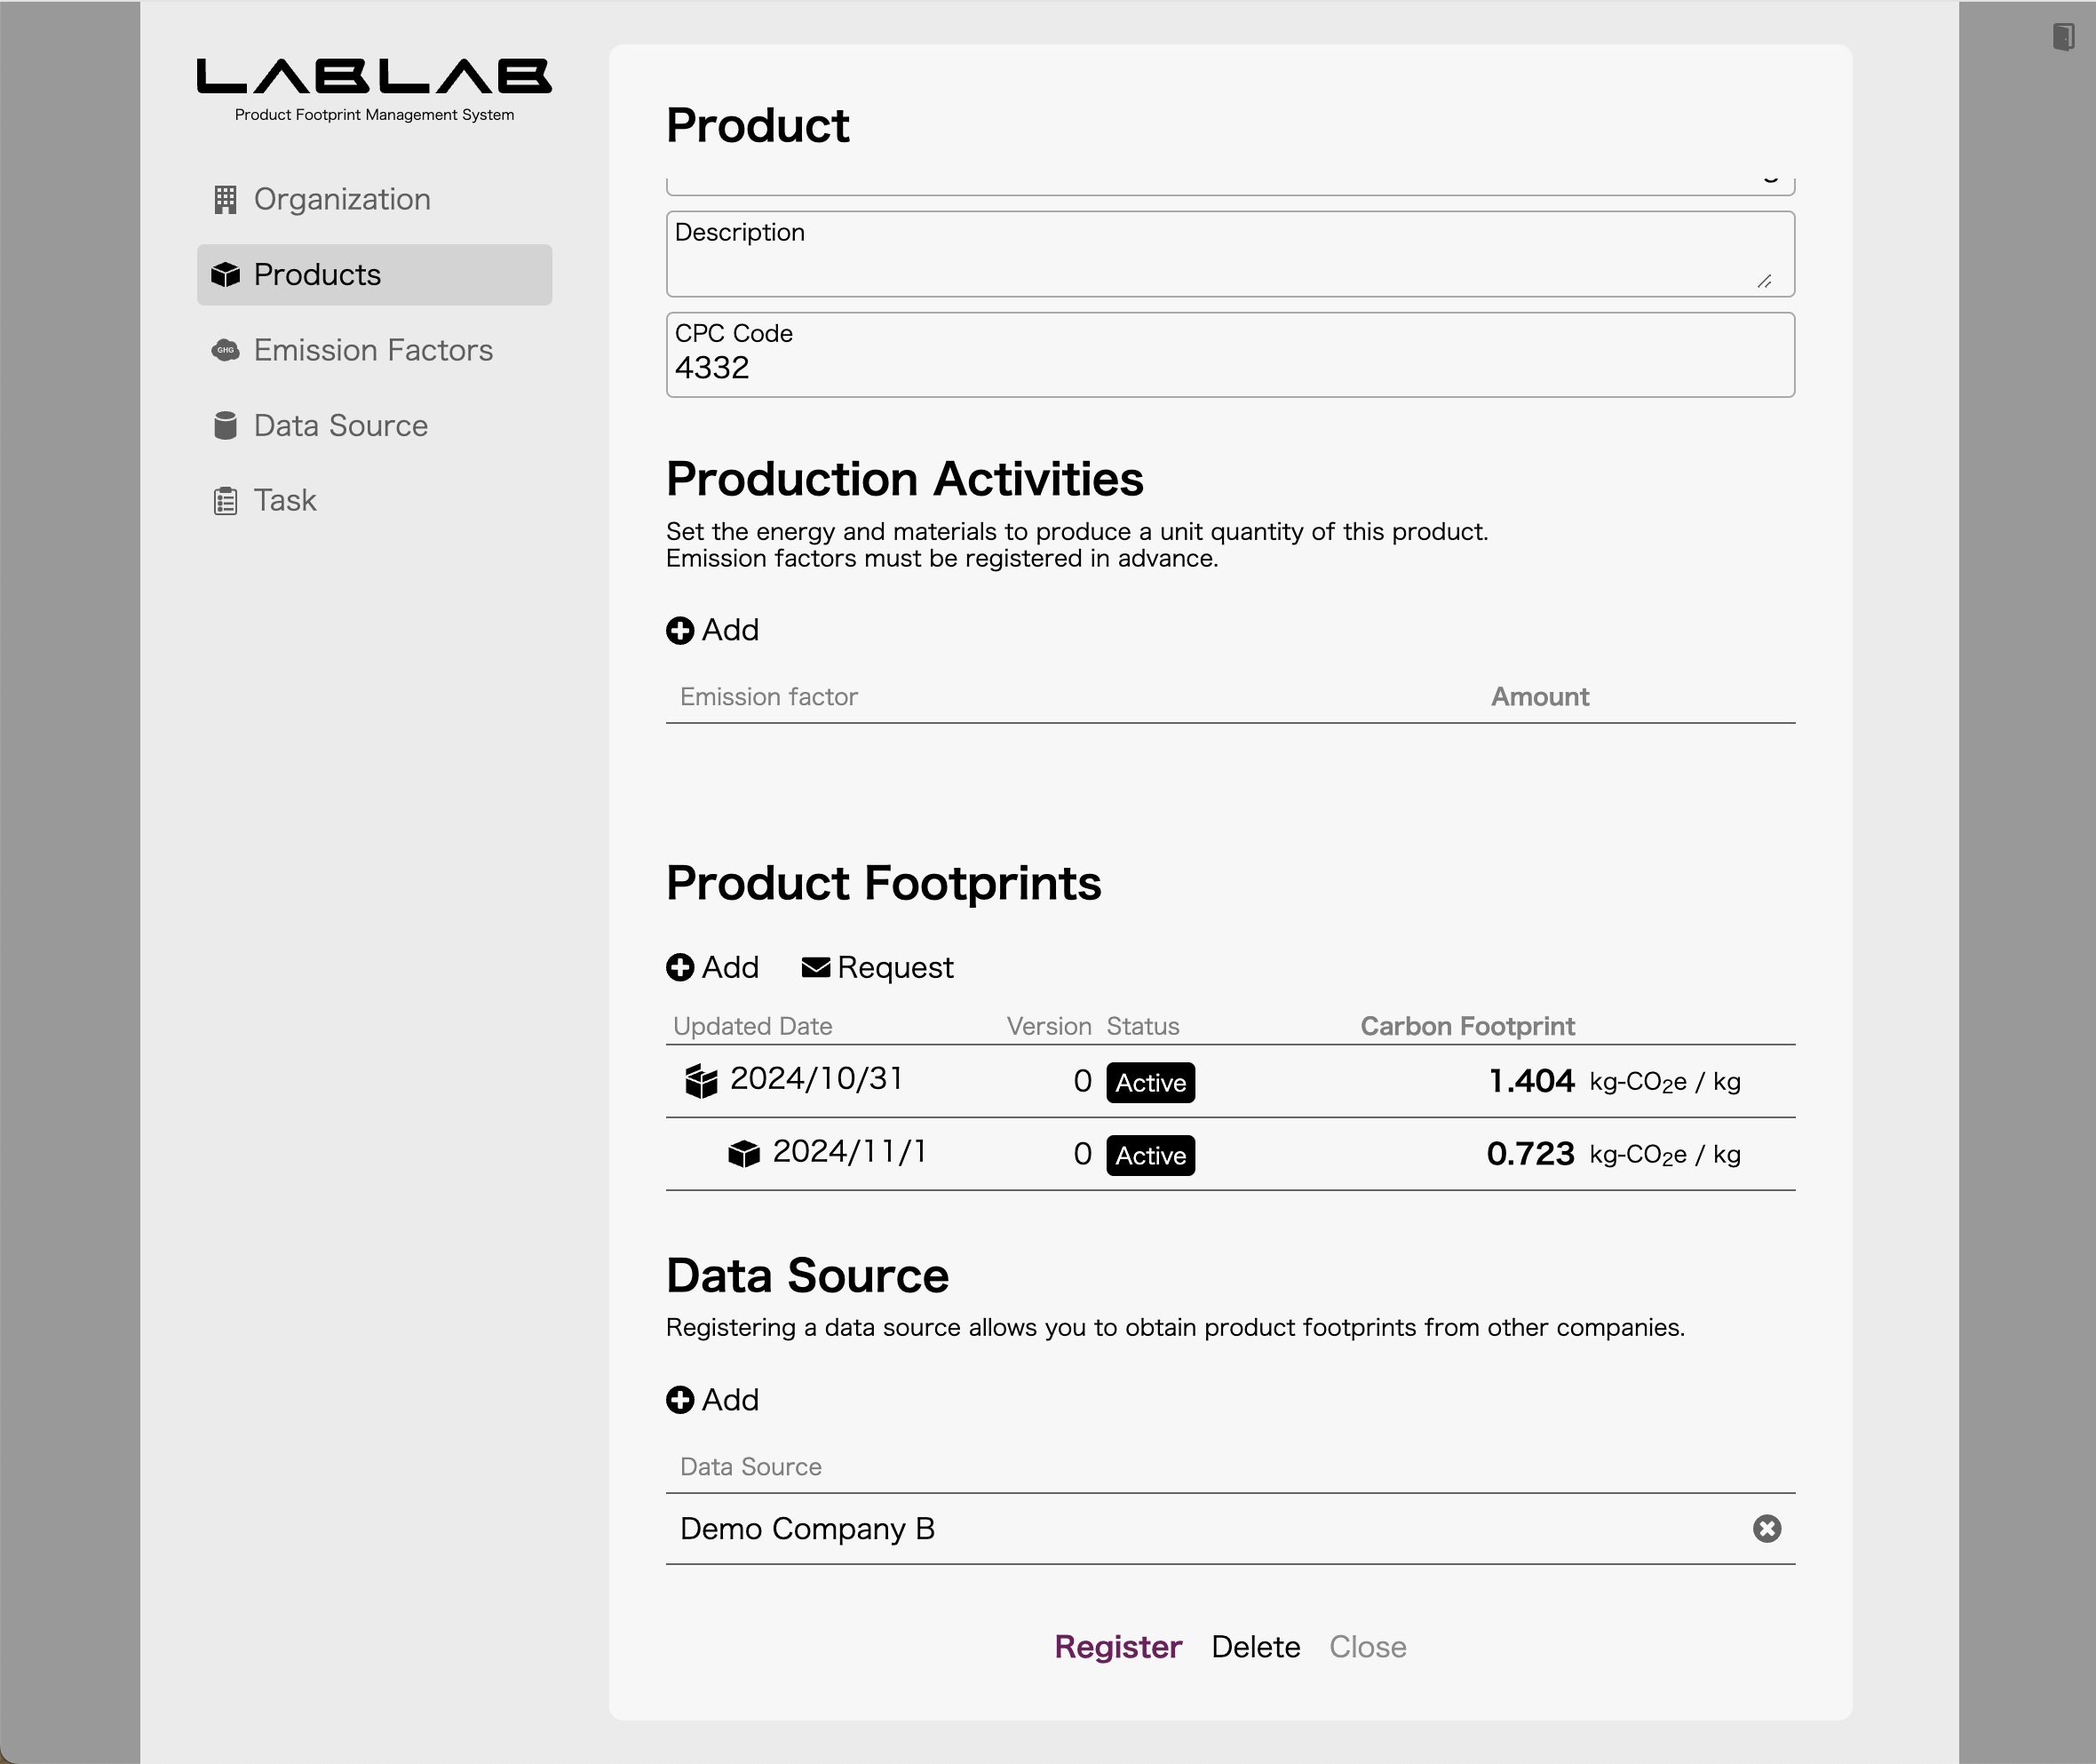 LABLAB
Product Footprint Management System
Organization
Products
GHG
Emission Factors
Data Source
Task
Product
Description
CPC Code
4332
Production Activities
Set the energy and materials to produce a unit quantity of this product.
Emission factors must be registered in advance.
Add
Emission factor Amount
Product Footprints
Add Request
Updated Date Version Status Carbon Footprint
2024/10/31 0 Active 1.404 kg-CO2e / kg
2024/11/1 0 Active 0.723 kg-CO2e / kg
Data Source
Registering a data source allows you to obtain product footprints from other companies.
Add
Data Source
Demo Company B
Register Delete Close